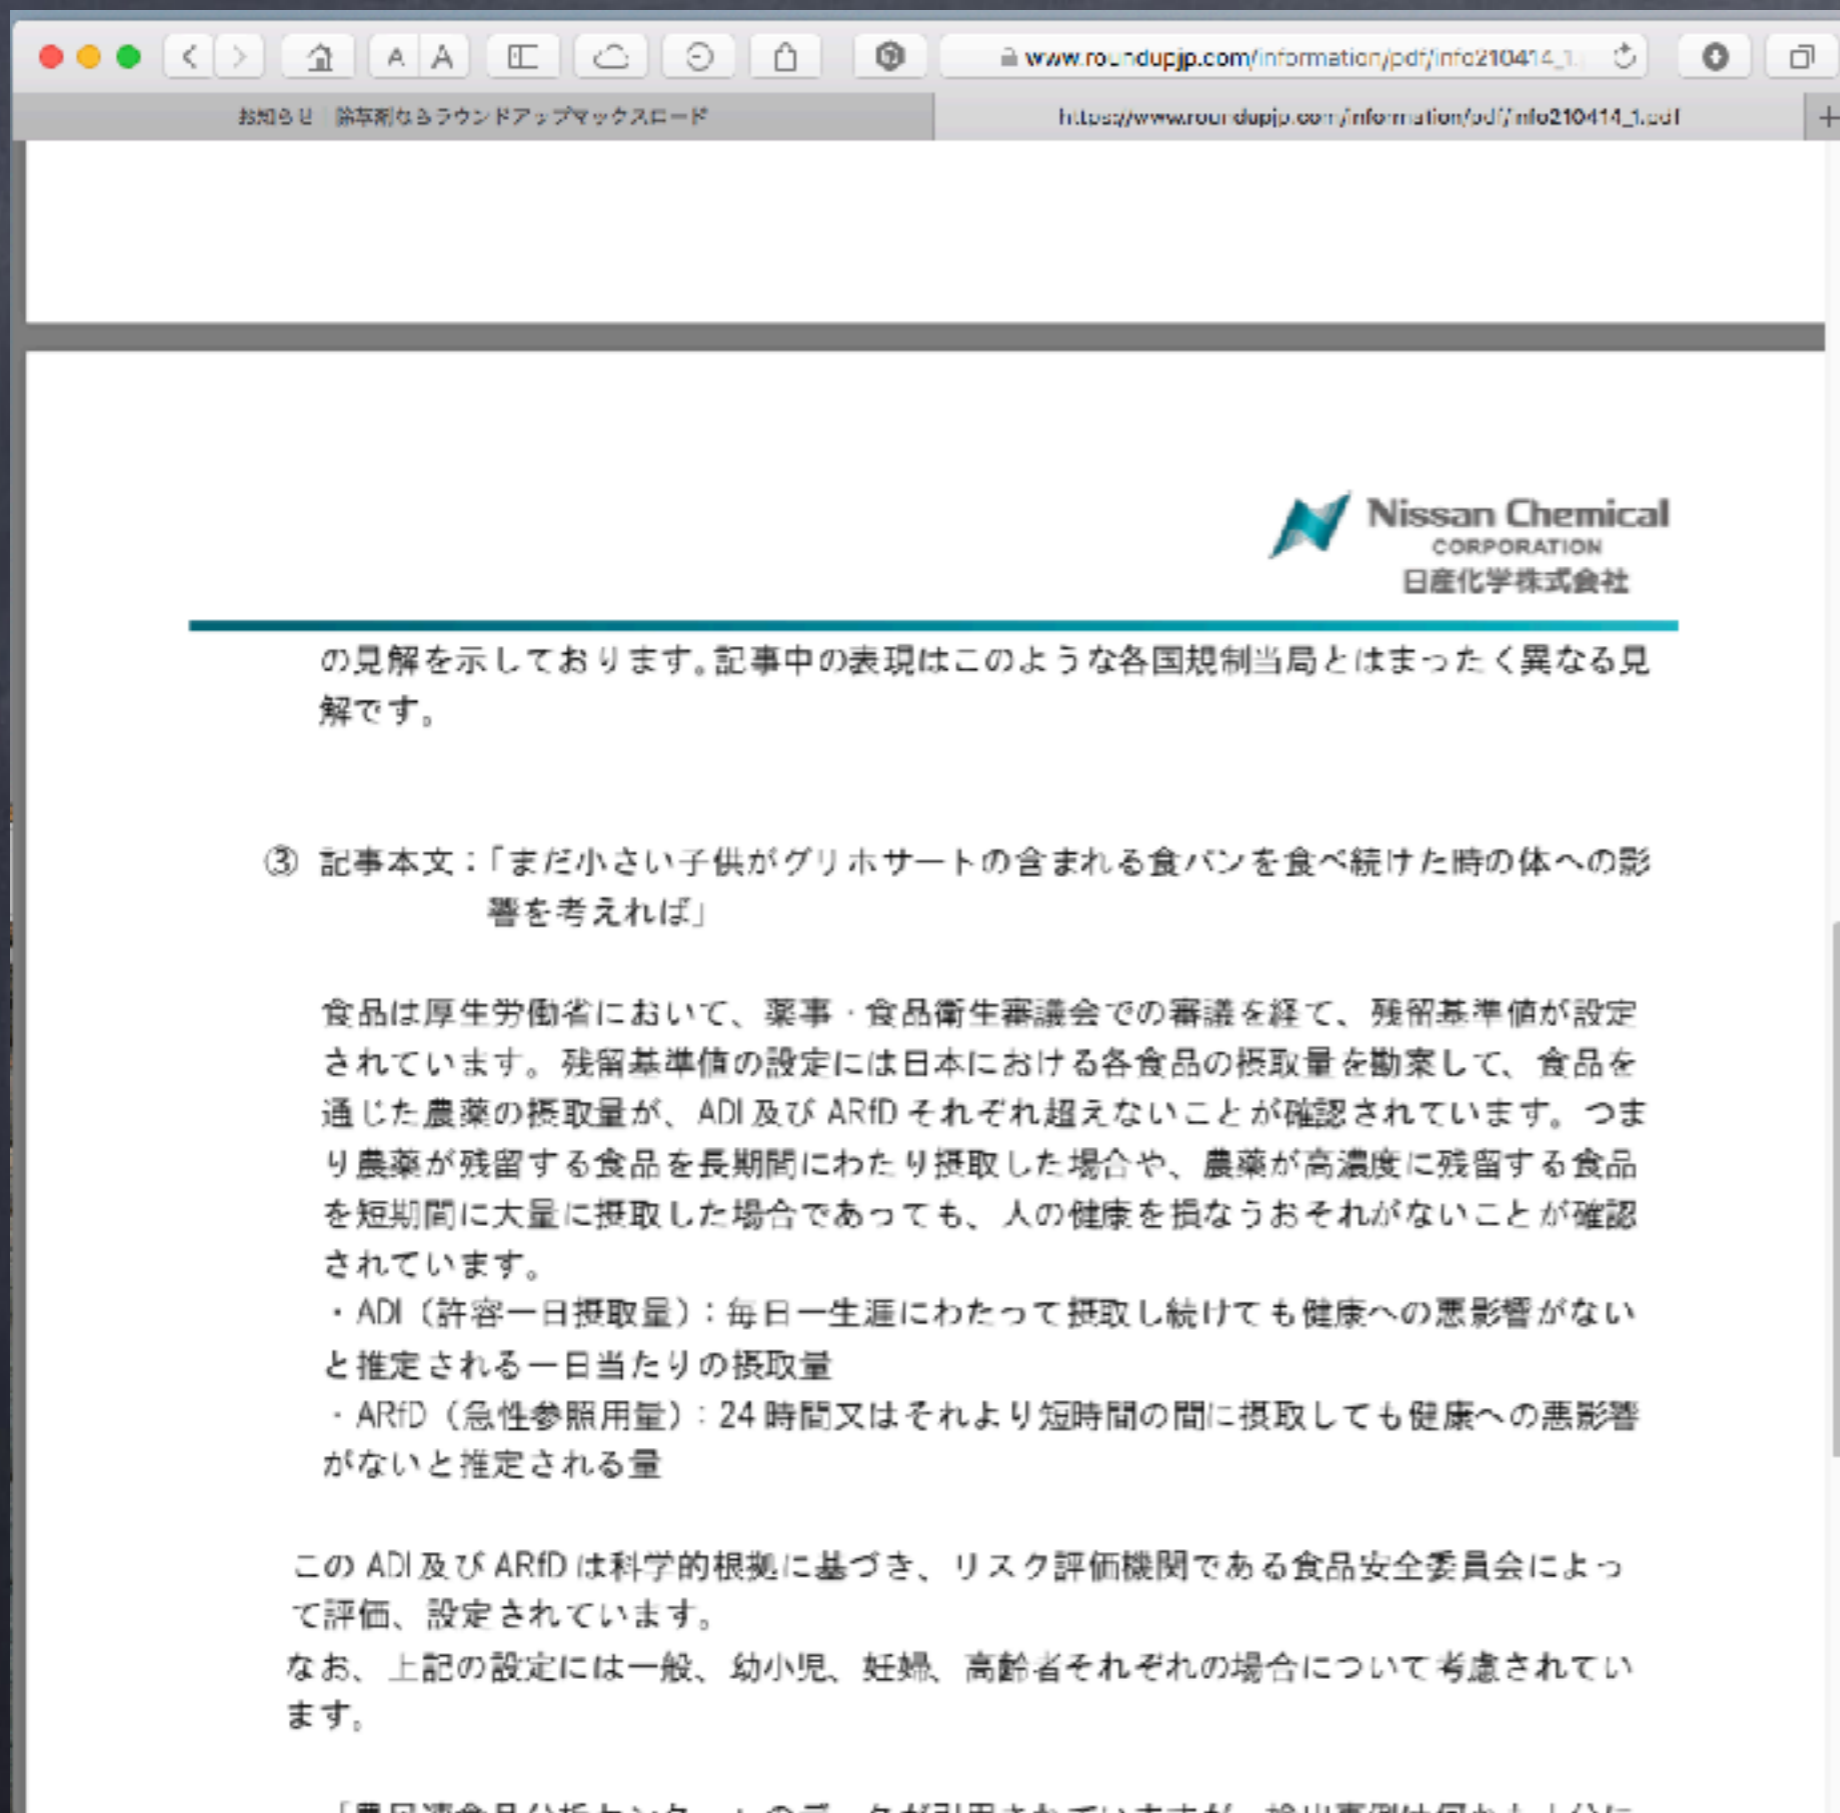 www.roundupjp.com/information/pdf/info210414_1.
お知らせ｜除草剤ならラウンドアップマックスロード
https://www.roundupjp.com/information/pdf/info210414_1.pdf
Nissan Chemical
CORPORATION
日産化学株式会社
の見解を示しております。記事中の表現はこのような各国規制当局とはまったく異なる見
解です。
③ 記事本文：「まだ小さい子供がグリホサートの含まれる食パンを食べ続けた時の体への影
響を考えれば」
食品は厚生労働省において、薬事・食品衛生審議会での審議を経て、残留基準値が設定
されています。残留基準値の設定には日本における各食品の摂取量を勘案して、食品を
通じた農薬の摂取量が、ADI 及び ARfD それぞれ超えないことが確認されています。つま
り農薬が残留する食品を長期間にわたり摂取した場合や、農薬が高濃度に残留する食品
を短期間に大量に摂取した場合であっても、人の健康を損なうおそれがないことが確認
されています。
・ADI（許容一日摂取量）：毎日一生涯にわたって摂取し続けても健康への悪影響がない
と推定される一日当たりの摂取量
・ARfD（急性参照用量）：24 時間又はそれより短時間の間に摂取しても健康への悪影響
がないと推定される量
この ADI 及び ARfD は科学的根拠に基づき、リスク評価機関である食品安全委員会によっ
て評価、設定されています。
なお、上記の設定には一般、幼小児、妊婦、高齢者それぞれの場合について考慮されてい
ます。